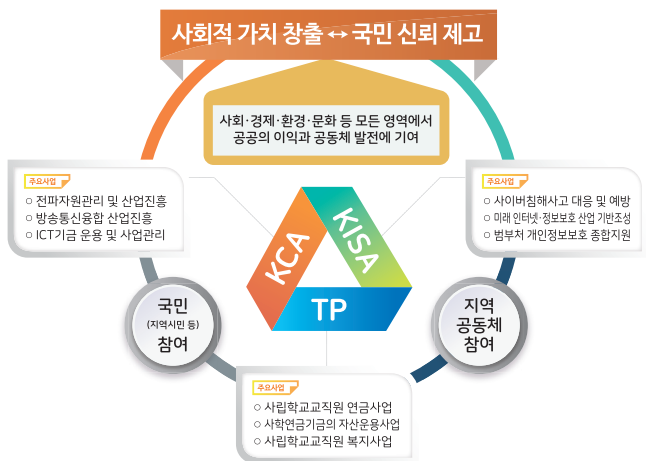 사회적 가치 창출 ↔ 국민 신뢰 제고
사회·경제·환경·문화 등 모든 영역에서
공공의 이익과 공동체 발전에 기여
주요사업
○ 전파자원관리 및 산업진흥
○ 방송통신융합 산업진흥
○ ICT기금 운용 및 사업관리
주요사업
○ 사이버침해사고 대응 및 예방
○ 미래 인터넷·정보보호 산업 기반조성
○ 범부처 개인정보보호 종합지원
KCA
KISA
TP
국민
(지역시민 등)
참여
지역
공동체
참여
주요사업
○ 사립학교교직원 연금사업
○ 사학연금기금의 자산운용사업
○ 사립학교교직원 복지사업